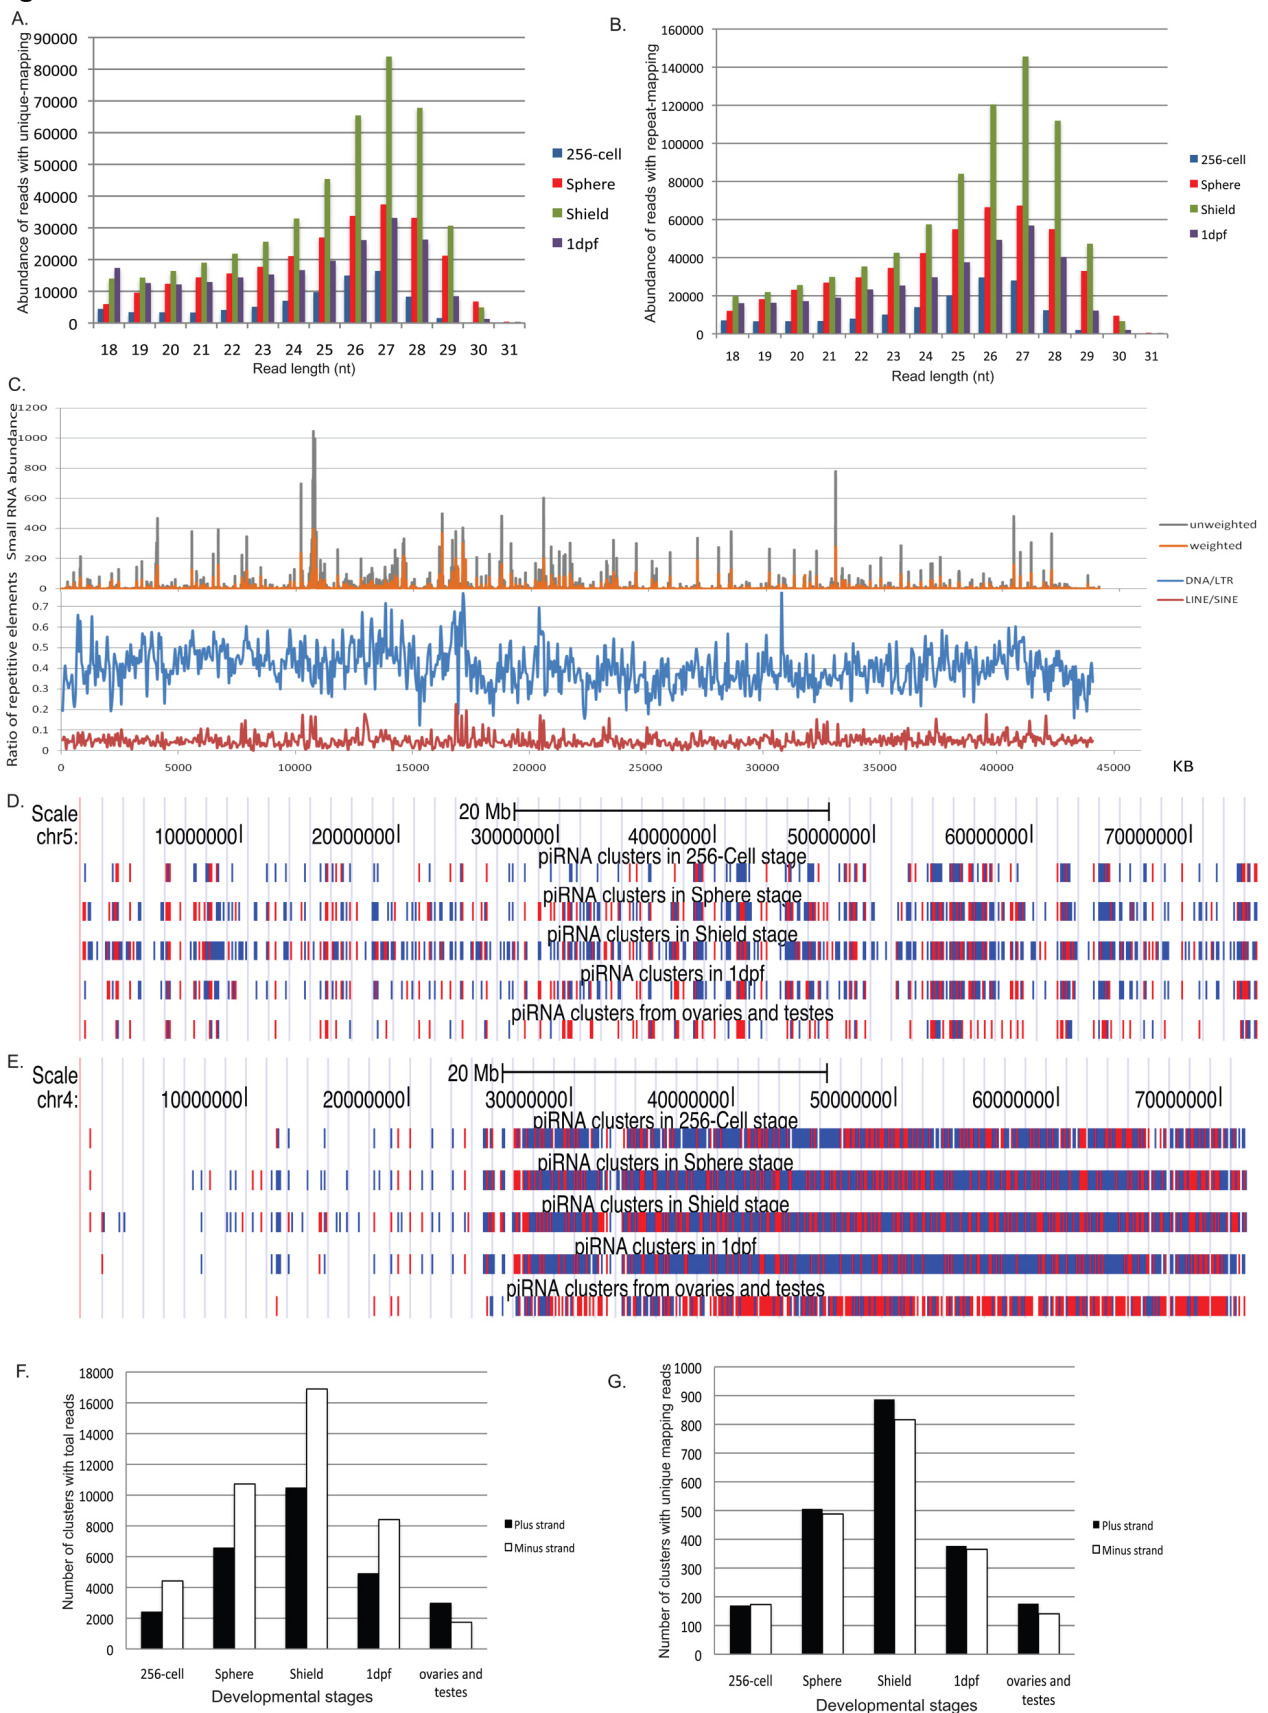 A.
90000
80000
70000
60000
50000
40000
30000
20000
10000
0
Abundance of reads with unique-mapping
18 19 20 21 22 23 24 25 26 27 28 29 30 31
Read length (nt)
256-cell
Sphere
Shield
1dpf
B.
160000
140000
120000
100000
80000
60000
40000
20000
0
Abundance of reads with repeat-mapping
18 19 20 21 22 23 24 25 26 27 28 29 30 31
Read length (nt)
256-cell
Sphere
Shield
1dpf
C.
1200
1000
800
600
400
200
0
Small RNA abundance
0.7
0.6
0.5
0.4
0.3
0.2
0.1
0
Ratio of repetitive elements
0 5000 10000 15000 20000 25000 30000 35000 40000 45000 KB
unweighted
weighted
DNA/LTR
LINE/SINE
D.
Scale 20 Mb
chr5: 10000000 20000000 30000000 40000000 50000000 60000000 70000000
piRNA clusters in 256-Cell stage
piRNA clusters in Sphere stage
piRNA clusters in Shield stage
piRNA clusters in 1dpf
piRNA clusters from ovaries and testes
E.
Scale 20 Mb
chr4: 10000000 20000000 30000000 40000000 50000000 60000000 70000000
piRNA clusters in 256-Cell stage
piRNA clusters in Sphere stage
piRNA clusters in Shield stage
piRNA clusters in 1dpf
piRNA clusters from ovaries and testes
F.
18000
16000
14000
12000
10000
8000
6000
4000
2000
0
Number of clusters with toal reads
256-cell Sphere Shield 1dpf ovaries and
testes
Developmental stages
Plus strand
Minus strand
G.
1000
900
800
700
600
500
400
300
200
100
0
Number of clusters with unique mapping reads
256-cell Sphere Shield 1dpf ovaries and
testes
Developmental stages
Plus strand
Minus strand